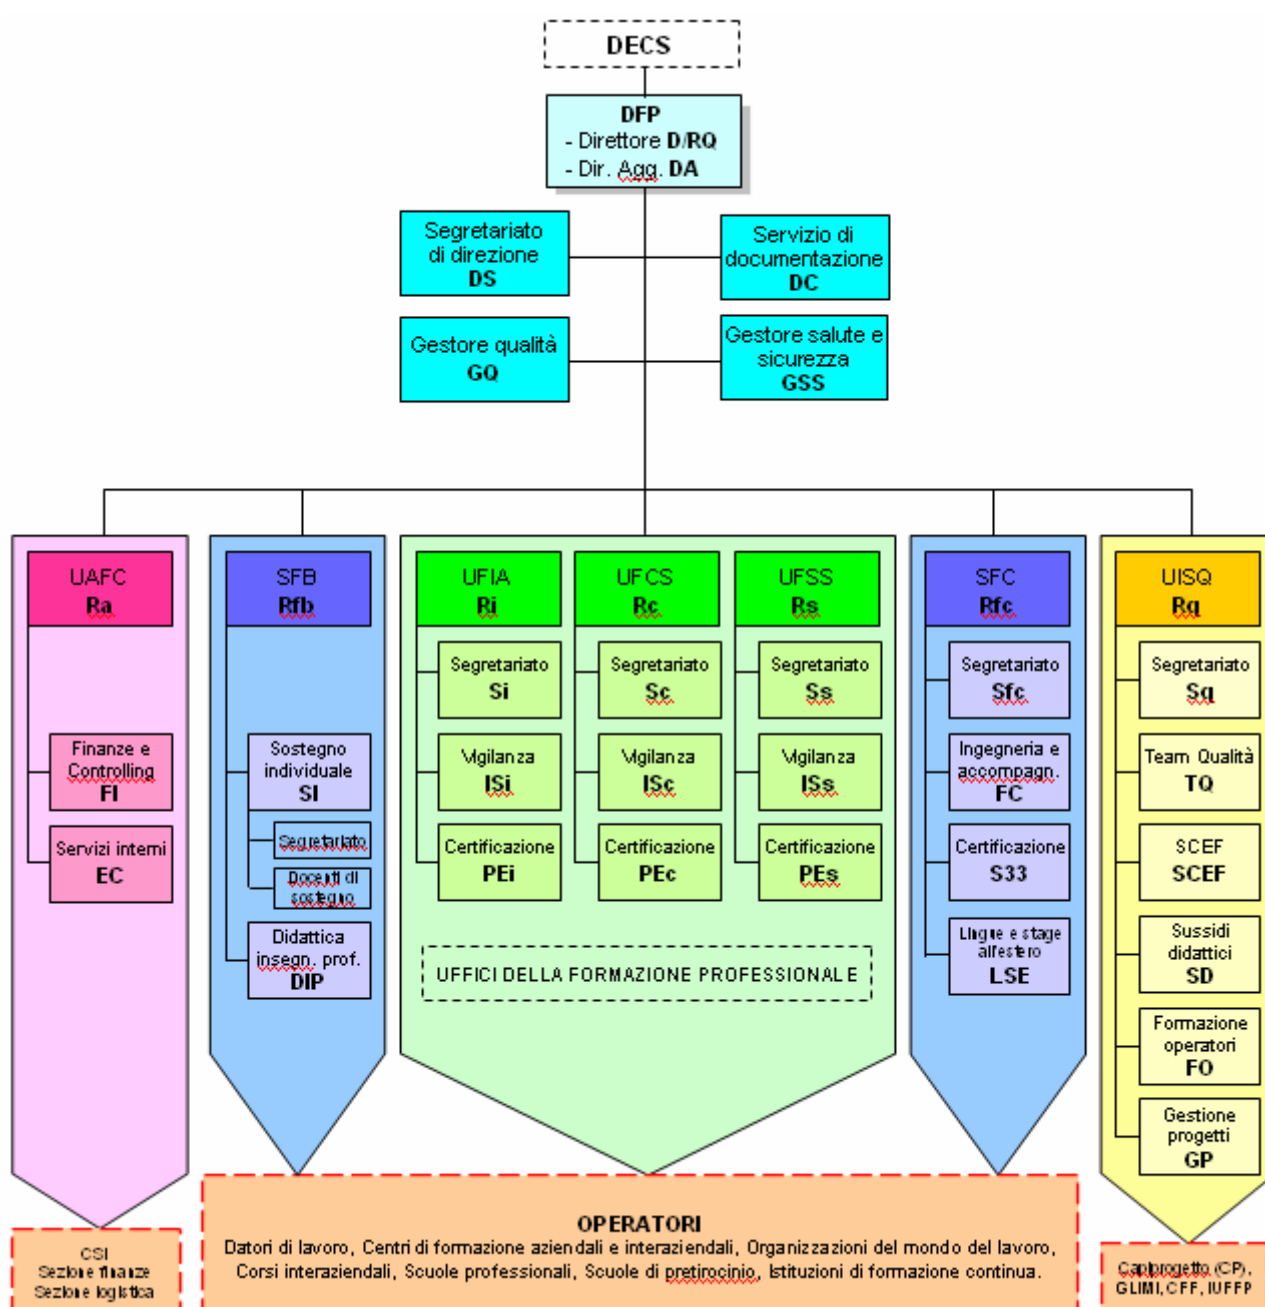 DECS
DFP
- Direttore D/RQ
- Dir. Agg. DA
Segretariato
di direzione
DS
Servizio di
documentazione
DC
Gestore qualità
GQ
Gestore salute e
sicurezza
GSS
UAFC
Ra
Finanze e
Controlling
FI
Servizi interni
EC
SFB
Rfb
Sostegno
individuale
SI
Segretariato
Docenti di
sostegno
Didattica
insegn. prof.
DIP
UFIA
Ri
Segretariato
Si
Vigilanza
ISi
Certificazione
PEi
UFCS
Rc
Segretariato
Sc
Vigilanza
ISc
Certificazione
PEc
UFSS
Rs
Segretariato
Ss
Vigilanza
ISs
Certificazione
PEs
UFFICI DELLA FORMAZIONE PROFESSIONALE
SFC
Rfc
Segretariato
Sfc
Ingegneria e
accompagn.
FC
Certificazione
S33
Lingue e stage
all'estero
LSE
UISQ
Rq
Segretariato
Sq
Team Qualità
TQ
SCEF
SCEF
Sussidi
didattici
SD
Formazione
operatori
FO
Gestione
progetti
GP
CSI
Sezione finanze
Sezione logistica
OPERATORI
Datori di lavoro, Centri di formazione aziendali e interaziendali, Organizzazioni del mondo del lavoro,
Corsi interaziendali, Scuole professionali, Scuole di pretirocinio, Istituzioni di formazione continua.
Capiprogetto (CP),
GLIMI, CFF, IUFFP